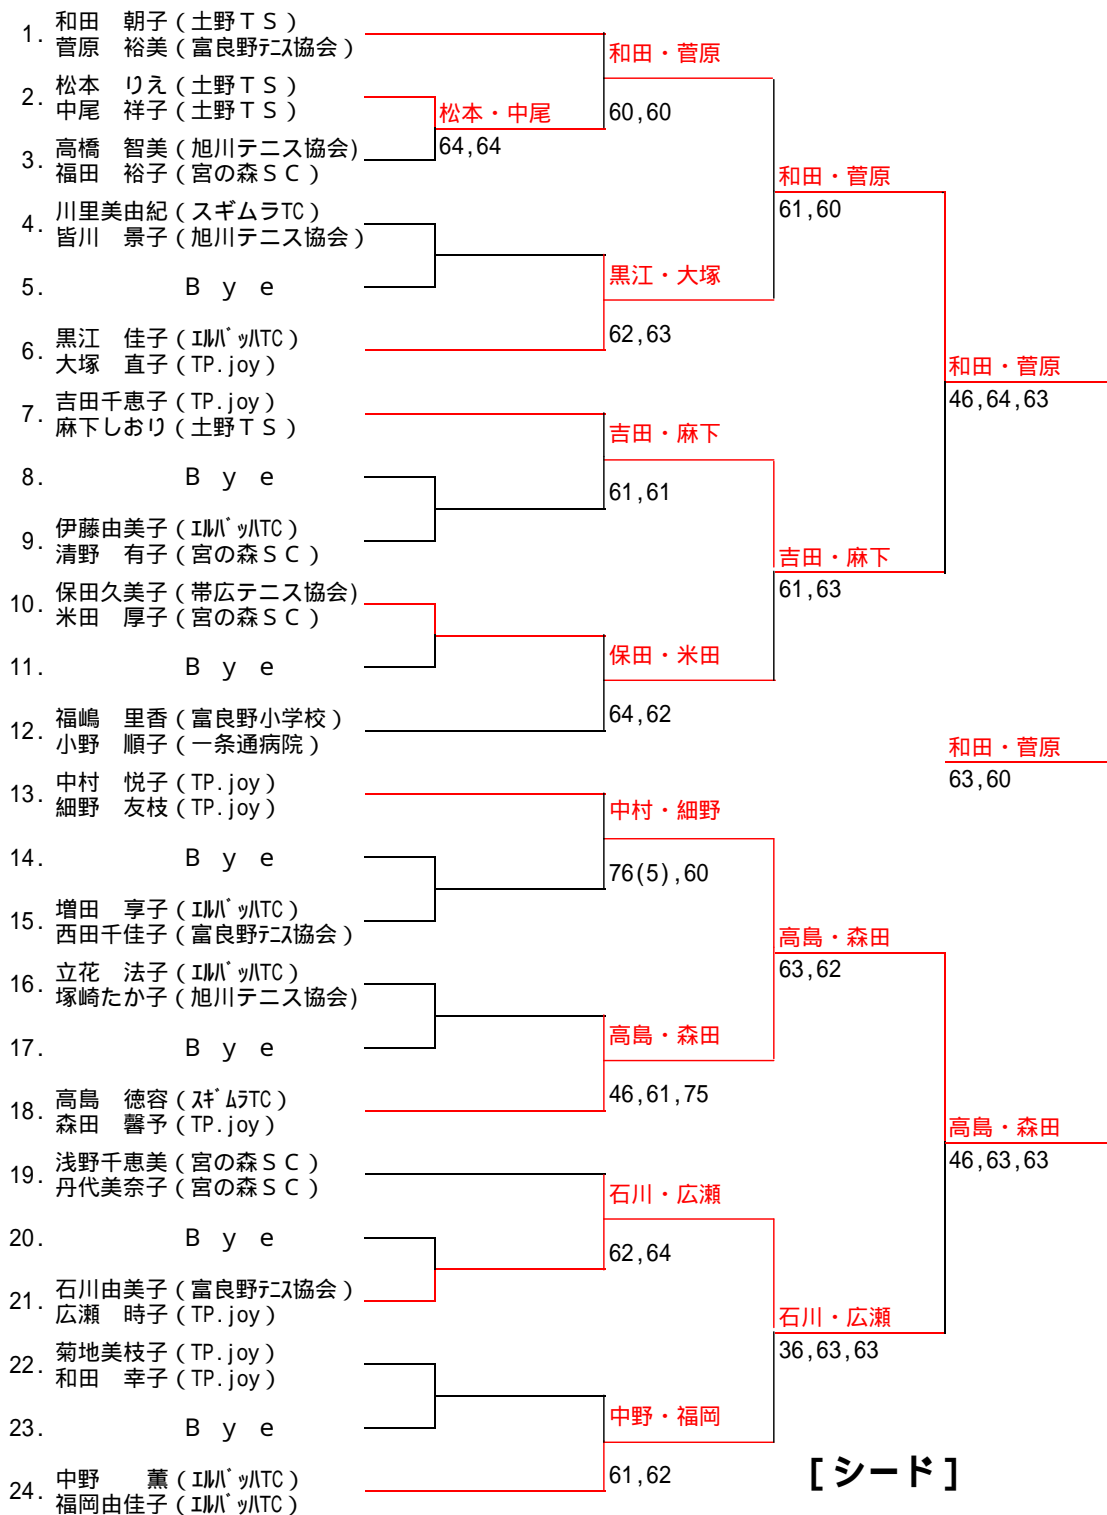 1. 和田　朝子（土野ＴＳ）
菅原　裕美（富良野ﾃﾆｽ協会）
和田・菅原
60,60
2. 松本　りえ（土野TS）
中尾　祥子（土野TS）
松本・中尾
64,64
3. 高橋　智美（旭川テニス協会)
福田　裕子（宮の森ＳＣ）
和田・菅原
61,60
4. 川里美由紀（スギムラTC）
皆川　景子（旭川テニス協会）
5. Ｂｙｅ
黒江・大塚
62,63
6. 黒江　佳子（ｴﾙﾊﾞｯﾊTC）
大塚　直子（TP.joy）
和田・菅原
46,64,63
7. 吉田千恵子（TP.joy）
麻下しおり（土野ＴＳ）
吉田・麻下
61,61
8. Ｂｙｅ
9. 伊藤由美子（ｴﾙﾊﾞｯﾊTC）
清野　有子（宮の森ＳＣ）
吉田・麻下
61,63
10. 保田久美子（帯広テニス協会)
米田　厚子（宮の森ＳＣ）
11. Ｂｙｅ
保田・米田
64,62
12. 福嶋　里香（富良野小学校）
小野　順子（一条通病院）
和田・菅原
63,60
13. 中村　悦子（TP.joy）
細野　友枝（TP.joy）
中村・細野
76(5),60
14. Ｂｙｅ
15. 増田　享子（ｴﾙﾊﾞｯﾊTC）
西田千佳子（富良野ﾃﾆｽ協会）
高島・森田
63,62
16. 立花　法子（ｴﾙﾊﾞｯﾊTC）
塚崎たか子（旭川テニス協会)
17. Ｂｙｅ
高島・森田
46,61,75
18. 高島　徳容（ｽｷﾞﾑﾗTC）
森田　馨予（TP.joy）
高島・森田
46,63,63
19. 浅野千恵美（宮の森ＳＣ）
丹代美奈子（宮の森ＳＣ）
石川・広瀬
62,64
20. Ｂｙｅ
21. 石川由美子（富良野ﾃﾆｽ協会）
広瀬　時子（TP.joy）
石川・広瀬
36,63,63
22. 菊地美枝子（TP.joy）
和田　幸子（TP.joy）
23. Ｂｙｅ
中野・福岡
61,62
24. 中野　　薫（ｴﾙﾊﾞｯﾊTC）
福岡由佳子（ｴﾙﾊﾞｯﾊTC）
［シード］